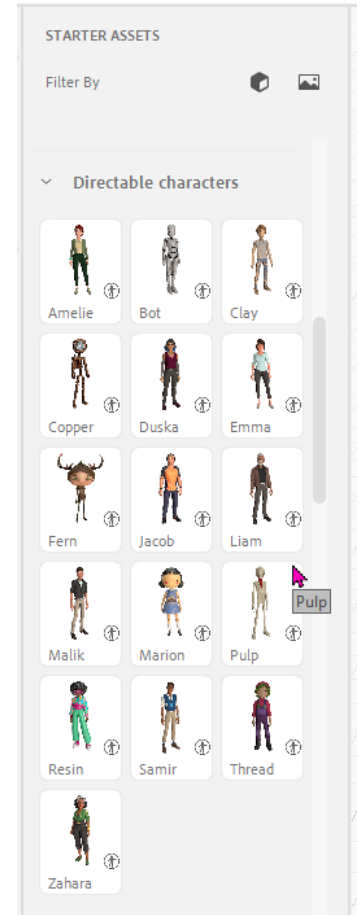 STARTER ASSETS
Filter By
Directable characters
Amelie
Bot
Clay
Copper
Duska
Emma
Fern
Jacob
Liam
Malik
Marion
Pulp
Pulp
Resin
Samir
Thread
Zahara